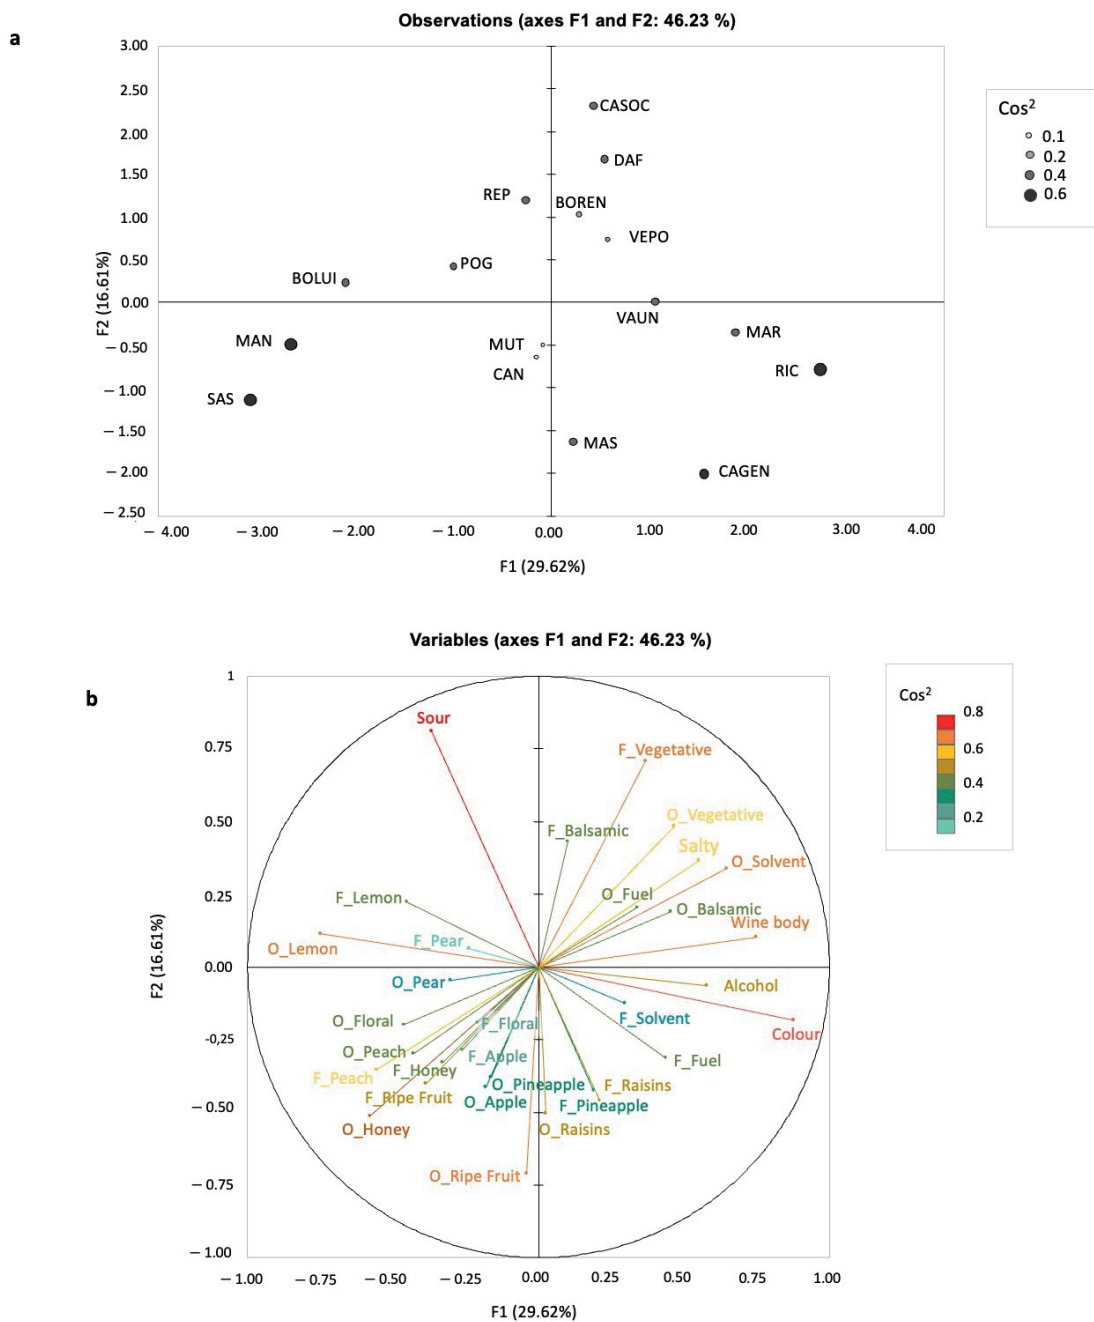 a
Observations (axes F1 and F2: 46.23 %)
3.00
2.50
2.00
1.50
1.00
0.50
0.00
– 0.50
– 1.00
– 1.50
– 2.00
– 2.50
F2 (16.61%)
CASOC
DAF
REP
BOREN
VEPO
POG
BOLUI
VAUN
MAN
MUT
MAR
CAN
RIC
SAS
MAS
CAGEN
– 4.00
– 3.00
– 2.00
– 1.00
0.00
1.00
2.00
3.00
4.00
F1 (29.62%)
Cos²
0.1
0.2
0.4
0.6
b
Variables (axes F1 and F2: 46.23 %)
1
0.75
0.50
0.25
0.00
– 0.25
– 0.50
– 0.75
– 1.00
F2 (16.61%)
Sour
F_Vegetative
O_Vegetative
F_Balsamic
Salty
O_Solvent
F_Lemon
O_Fuel
O_Balsamic
Wine body
F_Pear
O_Lemon
O_Pear
Alcohol
F_Solvent
O_Floral
F_Floral
Colour
O_Peach
F_Apple
F_Fuel
F_Honey
F_Peach
O_Pineapple
F_Raisins
F_Ripe Fruit
O_Apple
F_Pineapple
O_Honey
O_Raisins
O_Ripe Fruit
– 1.00
– 0.75
– 0.50
– 0.25
0.00
0.25
0.50
0.75
1.00
F1 (29.62%)
Cos²
0.8
0.6
0.4
0.2